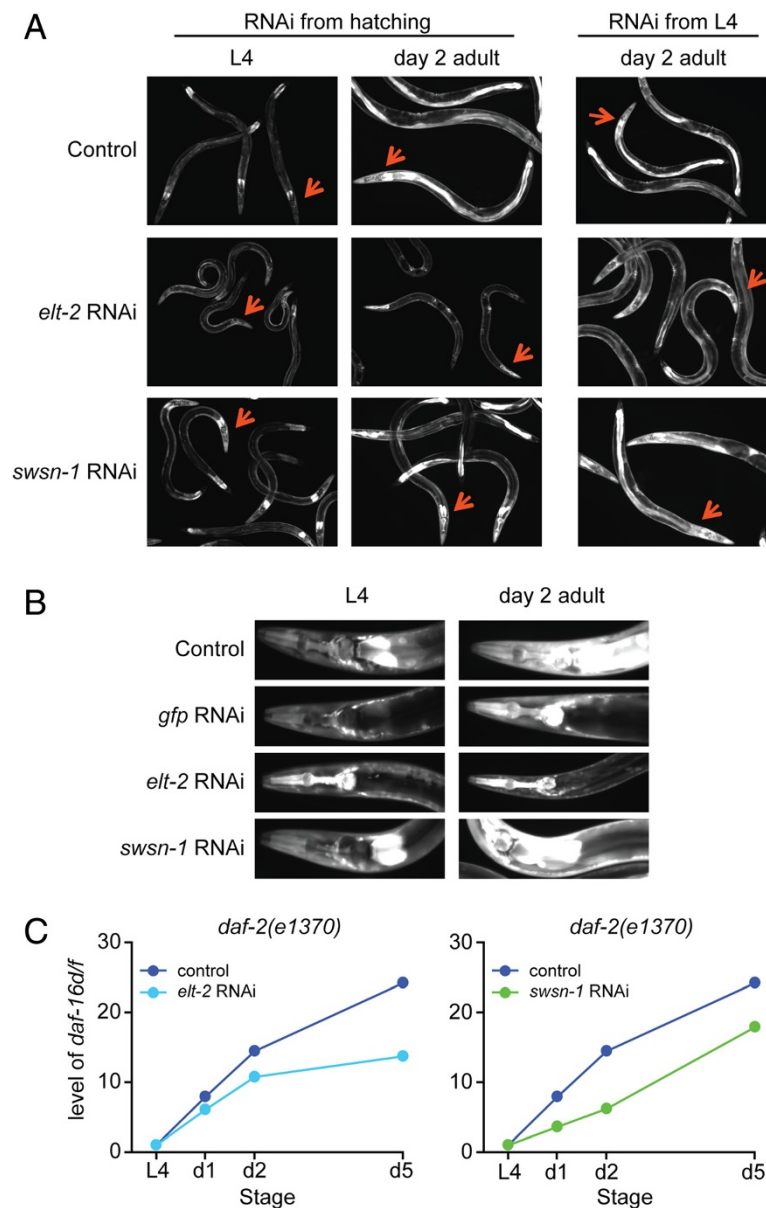 A
RNAi from hatching
RNAi from L4
L4
day 2 adult
day 2 adult
Control
elt-2 RNAi
swsn-1 RNAi
B
L4
day 2 adult
Control
gfp RNAi
elt-2 RNAi
swsn-1 RNAi
C
daf-2(e1370)
level of daf-16d/f
30
20
10
0
control
elt-2 RNAi
L4
d1
d2
d5
Stage
daf-2(e1370)
30
20
10
0
control
swsn-1 RNAi
L4
d1
d2
d5
Stage